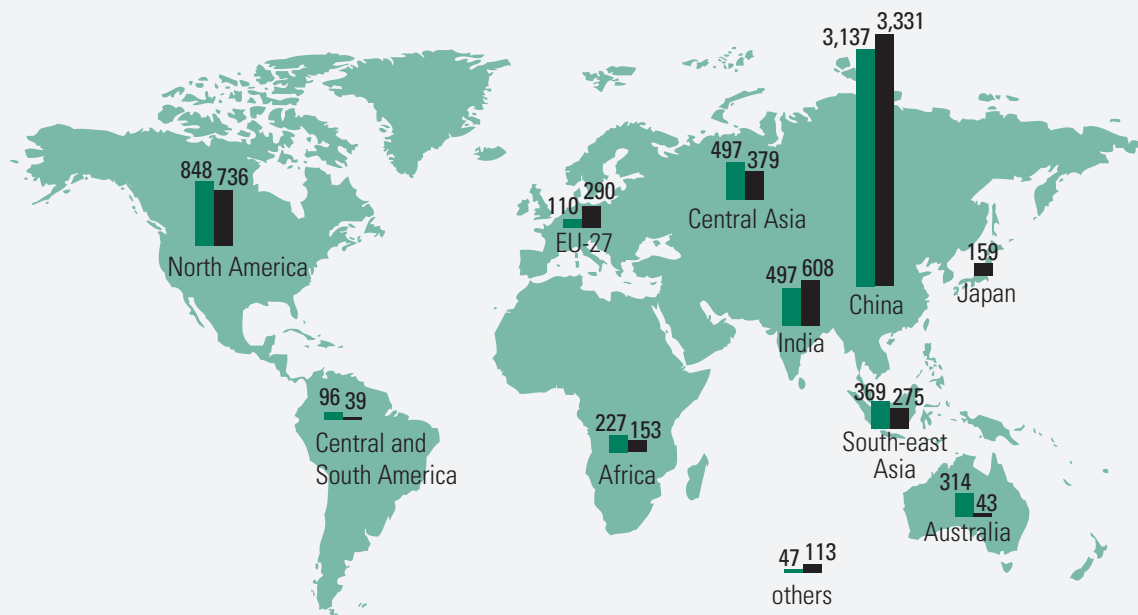 3,331
3,137
848
736
North America
110
290
EU-27
497
379
Central Asia
497
608
India
China
159
Japan
96
39
Central and
South America
227
153
Africa
369
275
South-east
Asia
314
43
Australia
47
113
others